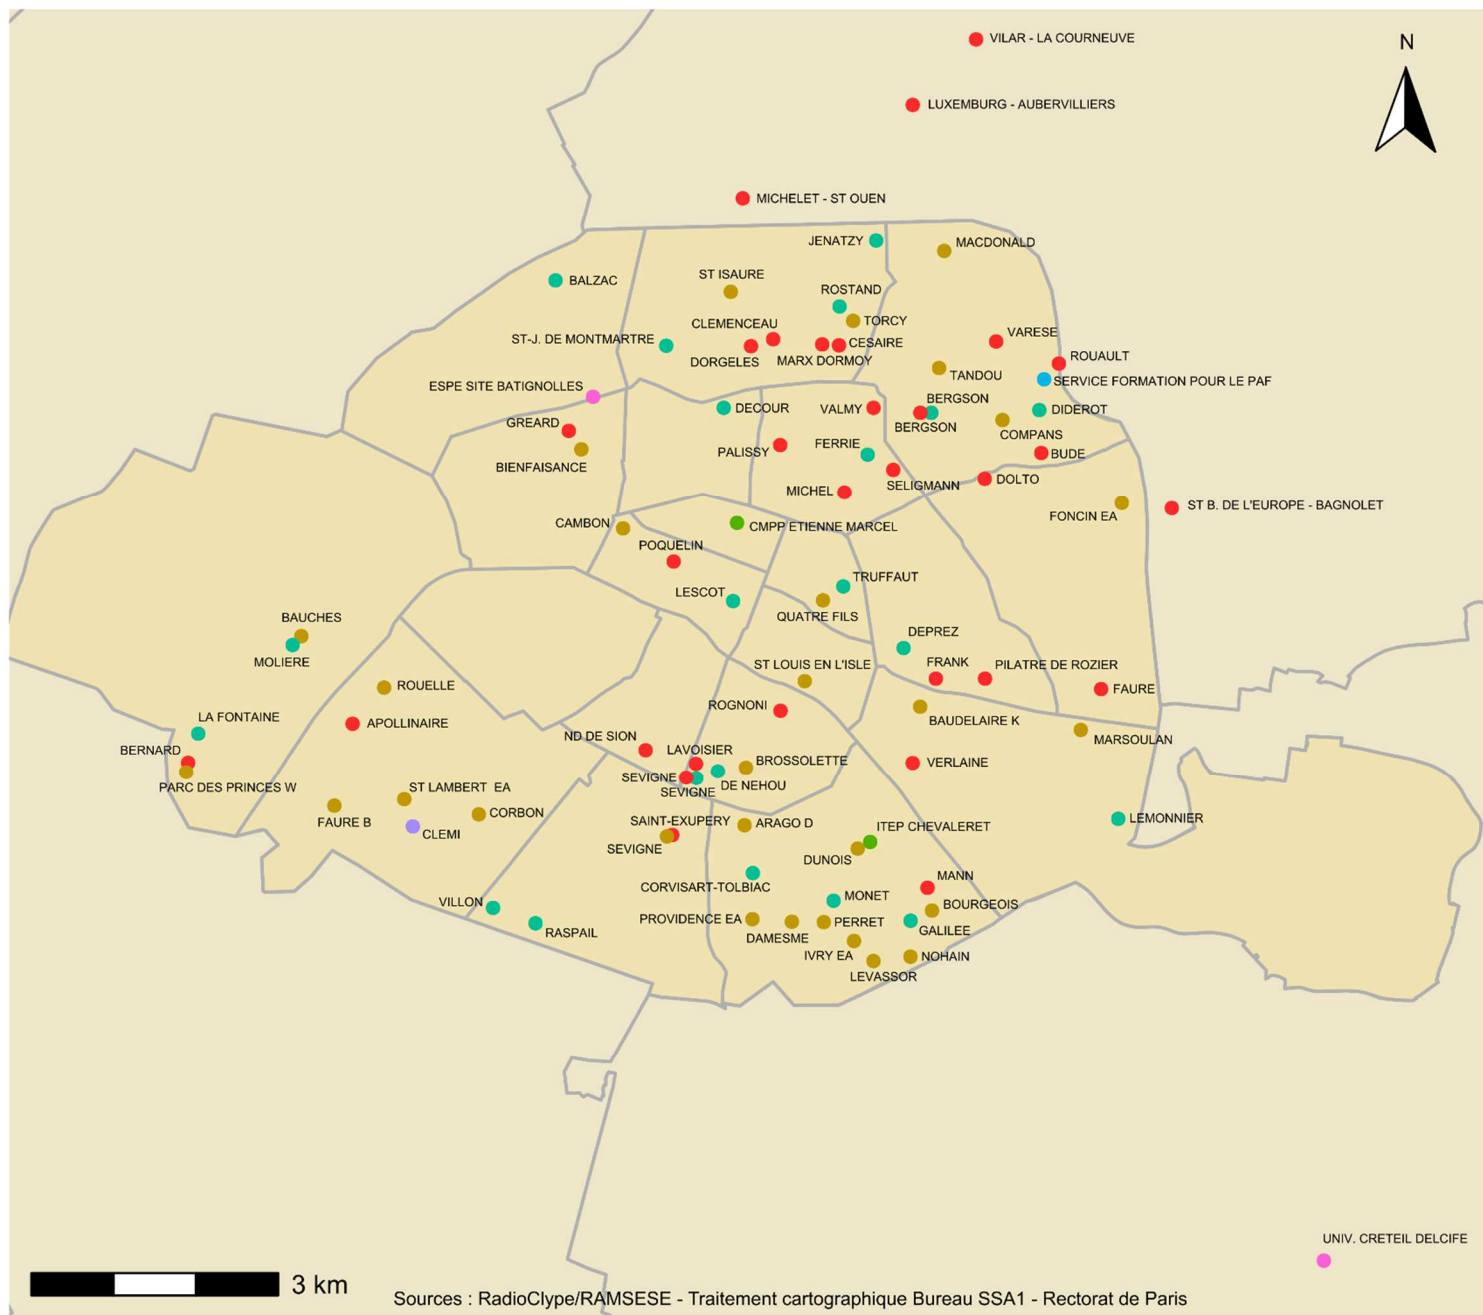 VILAR - LA COURNEUVE
N
LUXEMBURG - AUBERVILLIERS
MICHELET - ST OUEN
JENATZY
MACDONALD
ST ISAURE
BALZAC
ROSTAND
TORCY
CLEMENCEAU
ST-J. DE MONTMARTRE
VARESE
CESAIRE
DORGELES
MARX DORMOY
ROUAULT
TANDOU
SERVICE FORMATION POUR LE PAF
ESPE SITE BATIGNOLLES
BERGSON
DECOUR
VALMY
DIDEROT
GREARD
BERGSON
COMPANS
FERRIE
PALISSY
BUDE
BIENFAISANCE
DOLTO
SELIGMANN
MICHEL
ST B. DE L'EUROPE - BAGNOLET
FONCIN EA
CAMBON
CMPP ETIENNE MARCEL
POQUELIN
TRUFFAUT
LESCOT
QUATRE FILS
BAUCHES
DEPREZ
MOLIERE
ST LOUIS EN L'ISLE
FRANK
PILATRE DE ROZIER
ROUELLE
FAURE
ROGNONI
LA FONTAINE
APOLLINAIRE
BAUDELAIRE K
ND DE SION
MARSOULAN
BERNARD
LAVOISIER
BROSSOLETTE
VERLAINE
SEVIGNE
PARC DES PRINCES W
ST LAMBERT EA
SEVIGNE
DE NEHOU
CORBON
FAURE B
SAINT-EXUPERY
ARAGO D
ITEP CHEVALERET
LEMONNIER
CLEMI
SEVIGNE
DUNOIS
CORVISART-TOLBIAC
MANN
VILLON
MONET
BOURGEOIS
RASPAIL
PROVIDENCE EA
PERRET
GALILEE
DAMESME
IVRY EA
NOHAIN
LEVASSOR
UNIV. CRETEIL DELCIFE
3 km
Sources : RadioClype/RAMSESE - Traitement cartographique Bureau SSA1 - Rectorat de Paris